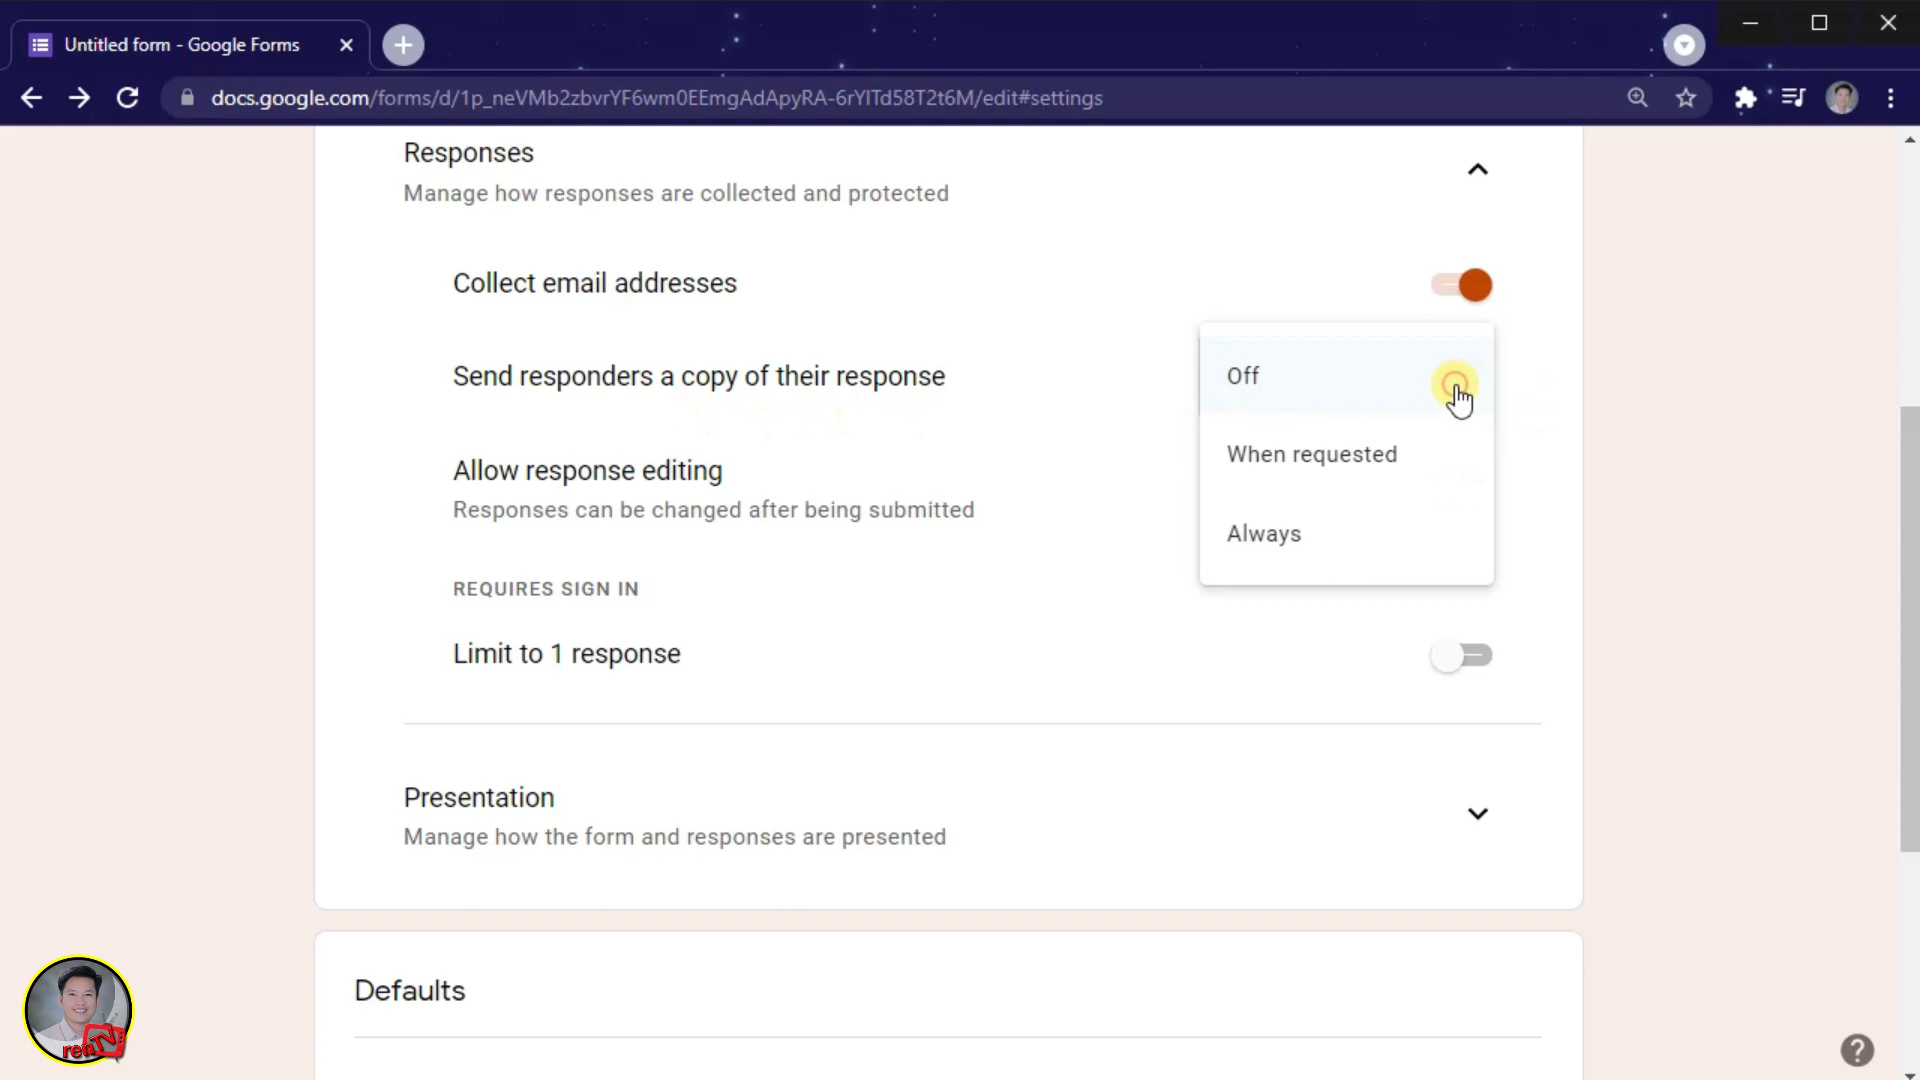 Untitled form - Google Forms
docs.google.com/forms/d/1p_neVMb2zbvrYF6wm0EEmgAdApyRA-6rYlTd58T2t6M/edit#settings
Responses
Manage how responses are collected and protected
Collect email addresses
Send responders a copy of their response
Off
When requested
Always
Allow response editing
Responses can be changed after being submitted
REQUIRES SIGN IN
Limit to 1 response
Presentation
Manage how the form and responses are presented
Defaults
renTV